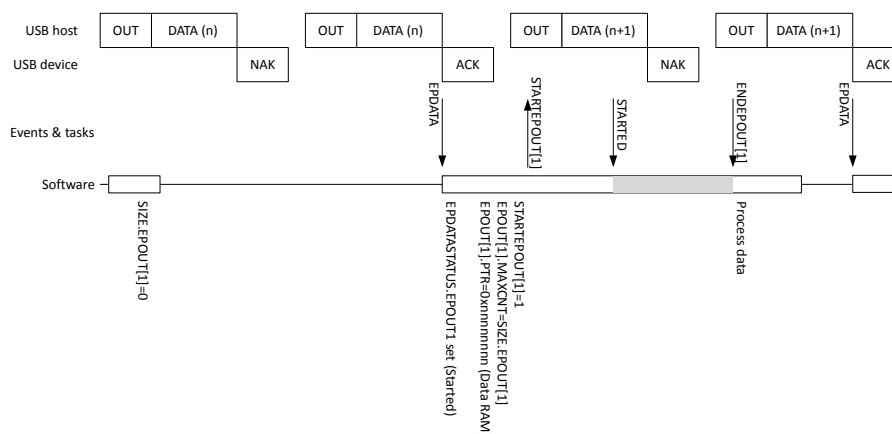 USB host
OUT
DATA (n)
OUT
DATA (n)
OUT
DATA (n+1)
OUT
DATA (n+1)
USB device
NAK
ACK
NAK
ACK
Events & tasks
EPDATA
STARTEPOUT[1]
STARTED
ENDEPOUT[1]
EPDATA
Software
SIZE.EPOUT[1]=0
EPDATASTATUS.EPOUT1 set (Started)
STARTEPOUT[1]=1
EPOUT[1].MAXCNT=SIZE.EPOUT[1]
EPOUT[1].PTR=0xnnnnnnnn (Data RAM
Process data